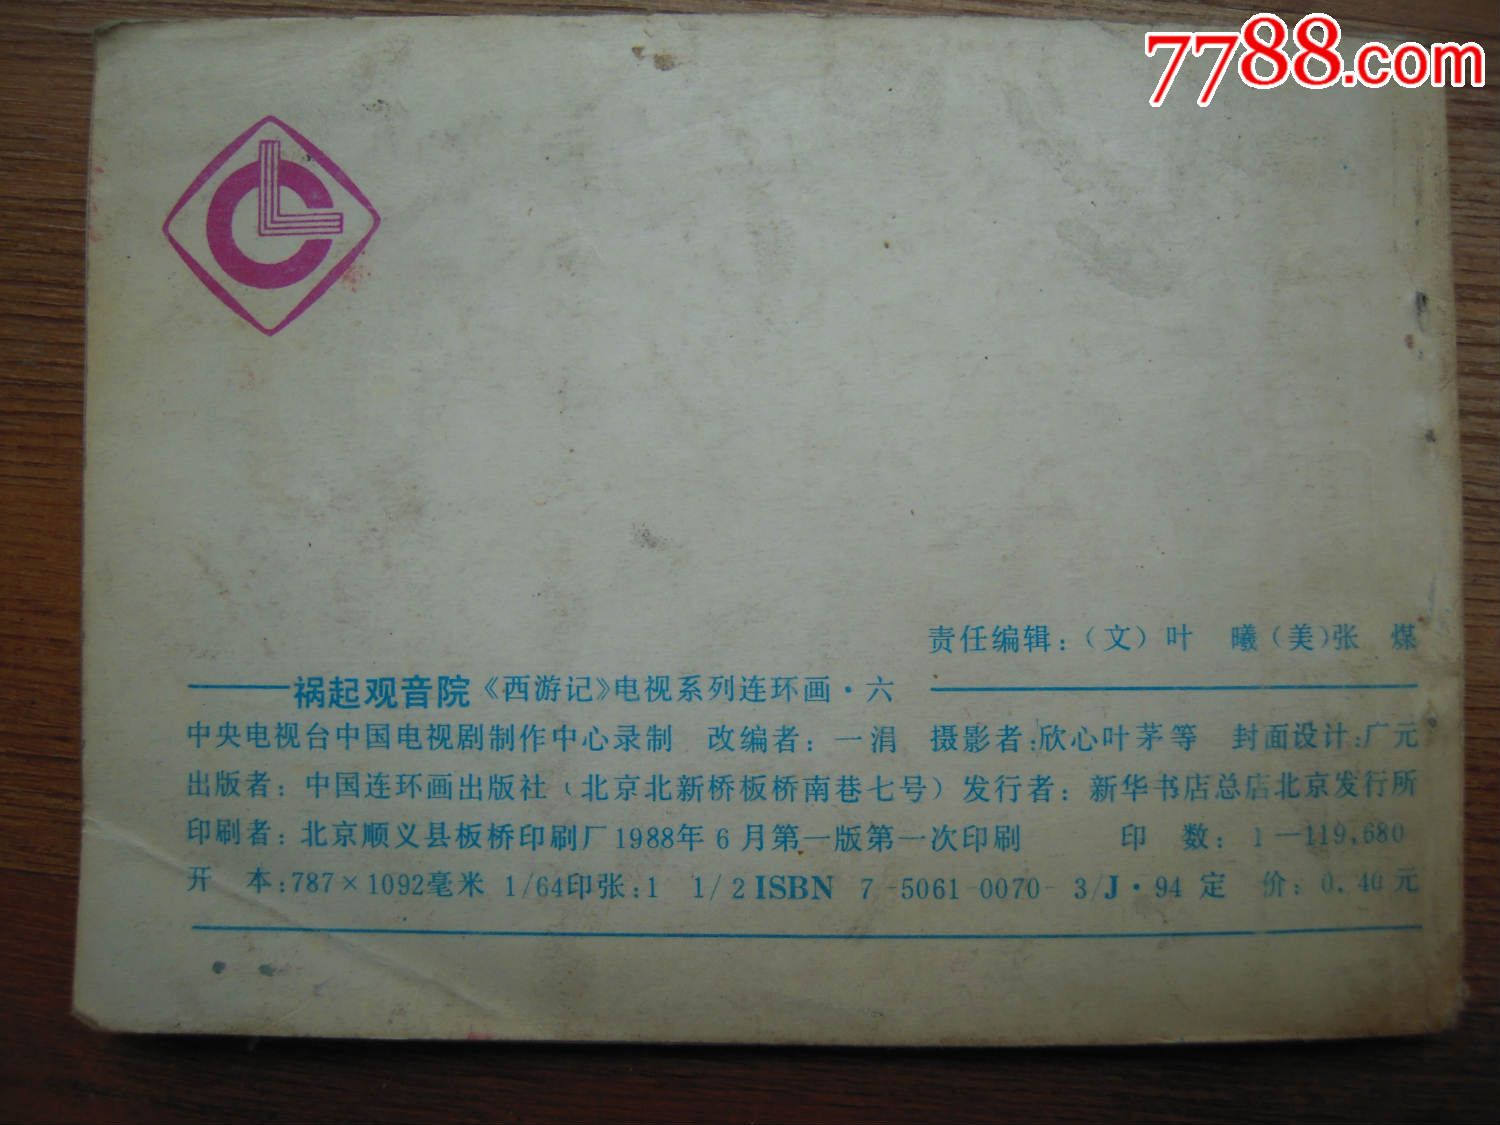 7788.com
CL
责任编辑：（文）叶　曦（美）张　煤
——祸起观音院《西游记》电视系列连环画·六——
中央电视台中国电视剧制作中心录制　改编者：一涓　摄影者：欣心叶茅等　封面设计：广元
出版者：中国连环画出版社（北京北新桥板桥南巷七号）发行者：新华书店总店北京发行所
印刷者：北京顺义县板桥印刷厂1988年6月第一版第一次印刷　印　数：1—119,680
开　本：787×1092毫米 1/64印张：1 1/2 ISBN 7-5061-0070-3/J·94 定　价：0.40元